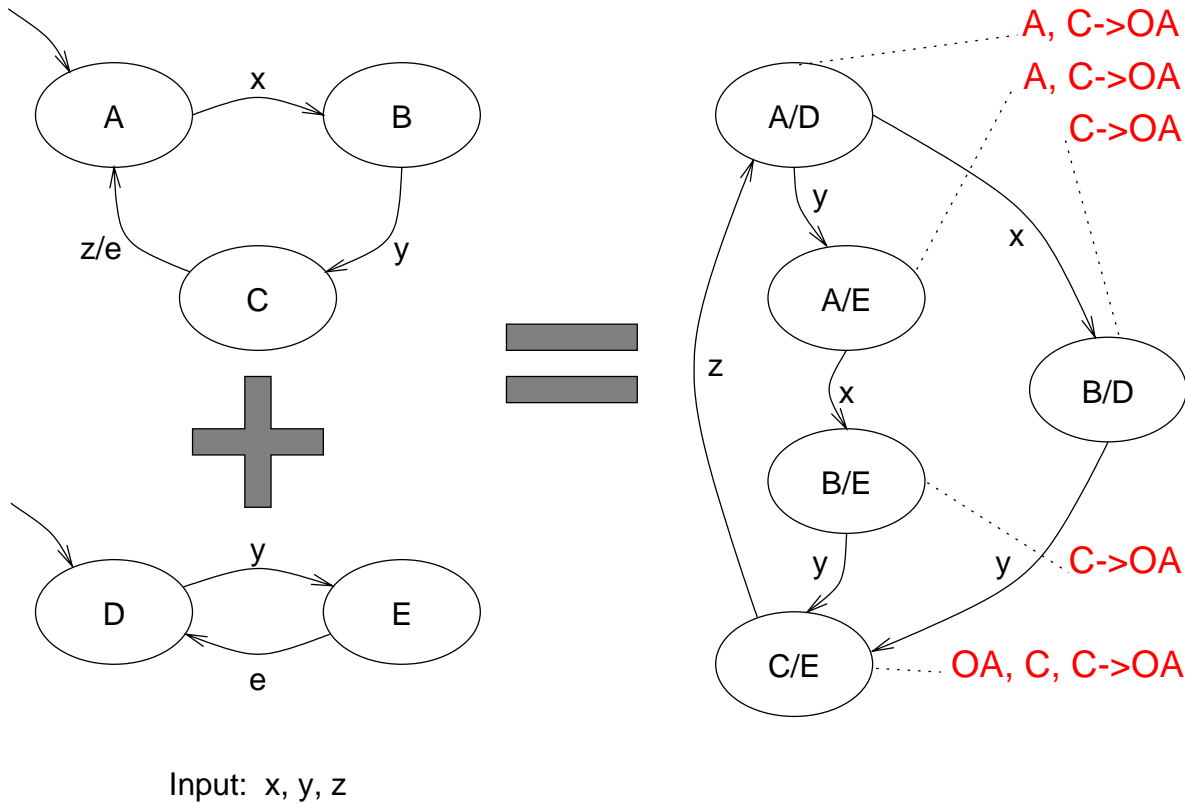 A, C->OA
A, C->OA
C->OA
x
A
B
A/D
y
z/e
y
x
C
A/E
z
x
B/D
B/E
y
y
y
C->OA
D
E
C/E
OA, C, C->OA
e
Input: x, y, z